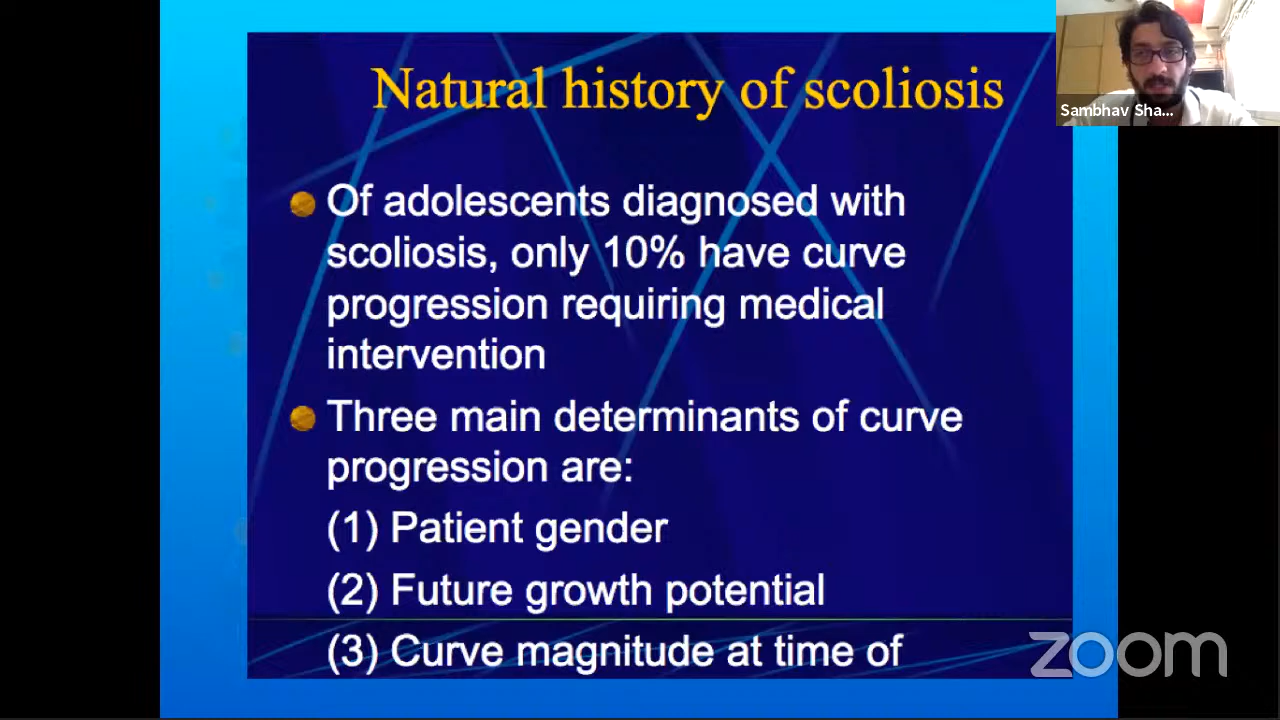 Natural history of scoliosis
Sambhav Sha...
Of adolescents diagnosed with
scoliosis, only 10% have curve
progression requiring medical
intervention
Three main determinants of curve
progression are:
(1) Patient gender
(2) Future growth potential
(3) Curve magnitude at time of
zoom